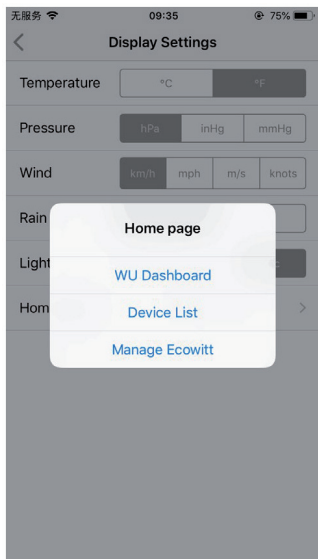 无服务 09:35 75%
Display Settings
Temperature °C °F
Pressure hPa inHg mmHg
Wind km/h mph m/s knots
Rain
Home page
Light
WU Dashboard
Hom
Device List
Manage Ecowitt